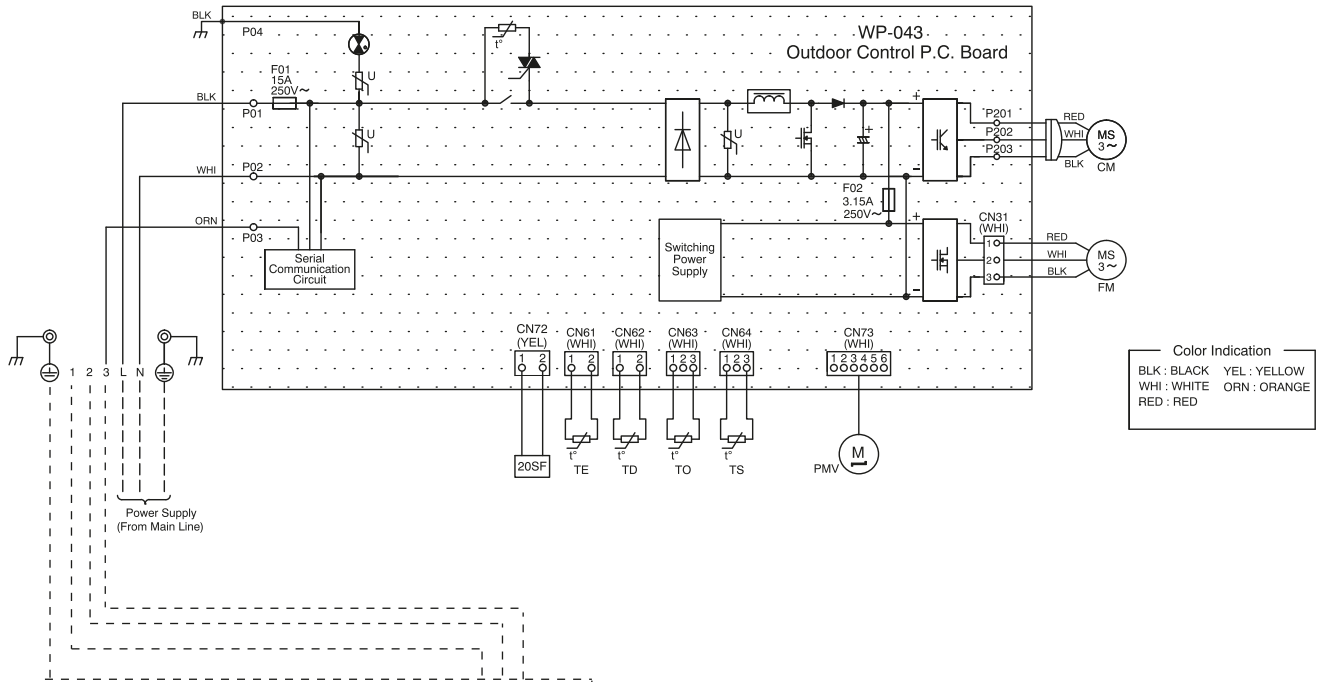 BLK
P04
WP-043
Outdoor Control P.C. Board
t°
U
F01
15A
250V~
BLK
P01
+
P201
RED
P202
WHI
P203
BLK
MS
3~
CM
U
U
+
WHI
P02
−
F02
3.15A
250V~
ORN
P03
+
CN31
(WHI)
Serial
Communication
Circuit
Switching
Power
Supply
1
RED
2
WHI
3
BLK
MS
3~
FM
−
CN72
(YEL)
CN61
(WHI)
CN62
(WHI)
CN63
(WHI)
CN64
(WHI)
CN73
(WHI)
1 2
1 2
1 2
1 2 3
1 2 3
1 2 3 4 5 6
1 2 3 L N
Color Indication
BLK : BLACK YEL : YELLOW
WHI : WHITE ORN : ORANGE
RED : RED
20SF
t°
TE
t°
TD
t°
TO
t°
TS
PMV
M
Power Supply
(From Main Line)